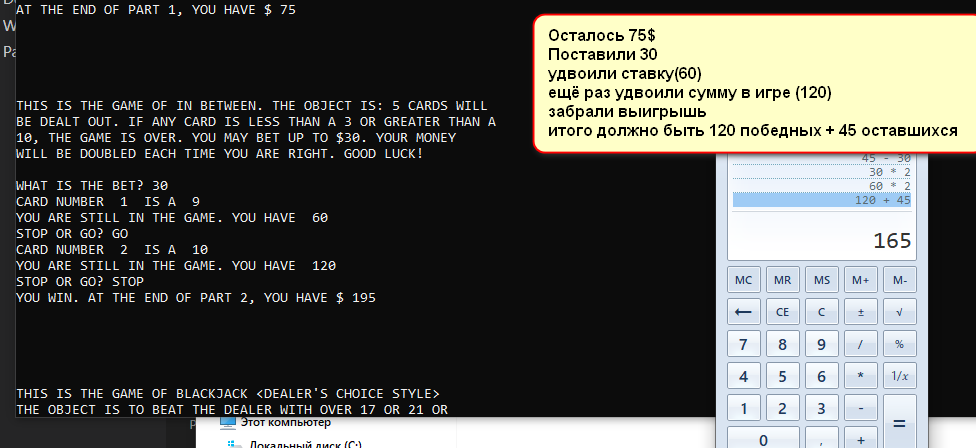 AT THE END OF PART 1, YOU HAVE $ 75
Осталось 75$
Поставили 30
удвоили ставку(60)
ещё раз удвоили сумму в игре (120)
забрали выигрышь
итого должно быть 120 победных + 45 оставшихся
THIS IS THE GAME OF IN BETWEEN. THE OBJECT IS: 5 CARDS WILL
BE DEALT OUT. IF ANY CARD IS LESS THAN A 3 OR GREATER THAN A
10, THE GAME IS OVER. YOU MAY BET UP TO $30. YOUR MONEY
WILL BE DOUBLED EACH TIME YOU ARE RIGHT. GOOD LUCK!
WHAT IS THE BET? 30
CARD NUMBER 1 IS A 9
YOU ARE STILL IN THE GAME. YOU HAVE 60
STOP OR GO? GO
CARD NUMBER 2 IS A 10
YOU ARE STILL IN THE GAME. YOU HAVE 120
STOP OR GO? STOP
YOU WIN. AT THE END OF PART 2, YOU HAVE $ 195
THIS IS THE GAME OF BLACKJACK <DEALER'S CHOICE STYLE>
THE OBJECT IS TO BEAT THE DEALER WITH OVER 17 OR 21 OR
45 - 30
30 * 2
60 * 2
120 + 45
165
MC MR MS M+ M-
← CE C ± √
7 8 9 / %
4 5 6 * 1/x
1 2 3 - =
0 , +
Этот компьютер
Локальный диск (C:)